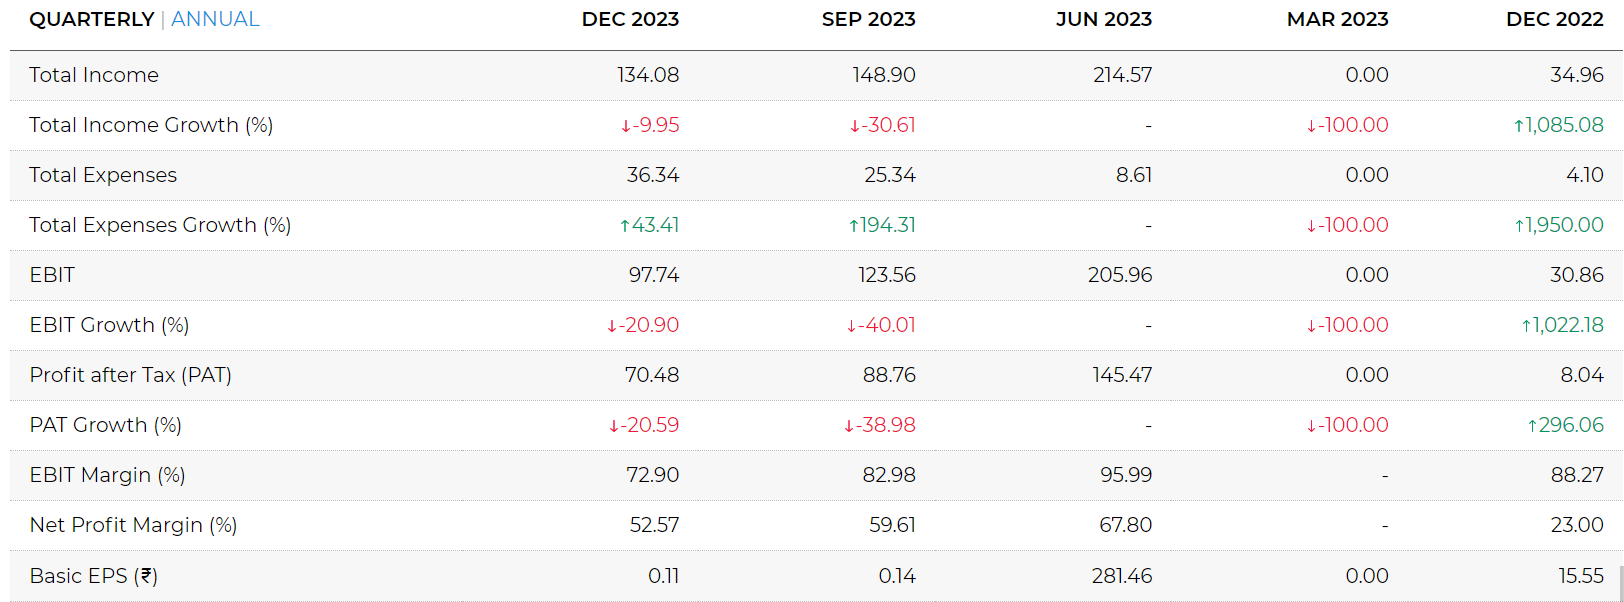 QUARTERLY | ANNUAL DEC 2023 SEP 2023 JUN 2023 MAR 2023 DEC 2022
Total Income 134.08 148.90 214.57 0.00 34.96
Total Income Growth (%) ↓-9.95 ↓-30.61 - ↓-100.00 ↑1,085.08
Total Expenses 36.34 25.34 8.61 0.00 4.10
Total Expenses Growth (%) ↑43.41 ↑194.31 - ↓-100.00 ↑1,950.00
EBIT 97.74 123.56 205.96 0.00 30.86
EBIT Growth (%) ↓-20.90 ↓-40.01 - ↓-100.00 ↑1,022.18
Profit after Tax (PAT) 70.48 88.76 145.47 0.00 8.04
PAT Growth (%) ↓-20.59 ↓-38.98 - ↓-100.00 ↑296.06
EBIT Margin (%) 72.90 82.98 95.99 - 88.27
Net Profit Margin (%) 52.57 59.61 67.80 - 23.00
Basic EPS (₹) 0.11 0.14 281.46 0.00 15.55